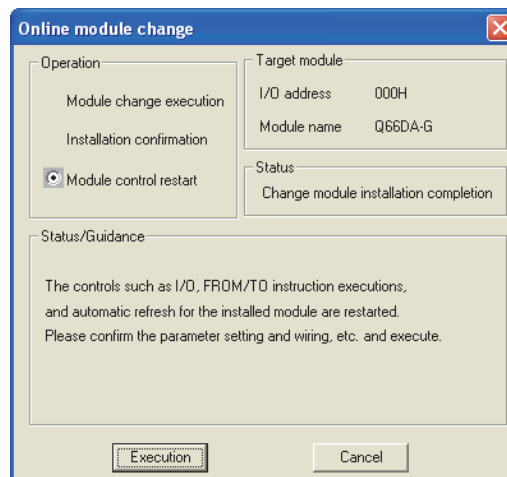 Online module change
Operation
Module change execution
Installation confirmation
Module control restart
Target module
I/O address 000H
Module name Q66DA-G
Status
Change module installation completion
Status/Guidance
The controls such as I/O, FROM/TO instruction executions,
and automatic refresh for the installed module are restarted.
Please confirm the parameter setting and wiring, etc. and execute.
Execution Cancel